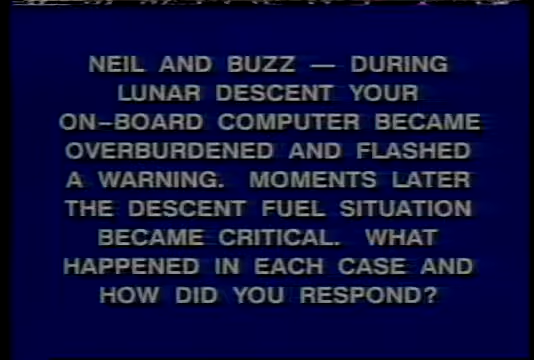 NEIL AND BUZZ — DURING
LUNAR DESCENT YOUR
ON–BOARD COMPUTER BECAME
OVERBURDENED AND FLASHED
A WARNING. MOMENTS LATER
THE DESCENT FUEL SITUATION
BECAME CRITICAL. WHAT
HAPPENED IN EACH CASE AND
HOW DID YOU RESPOND?